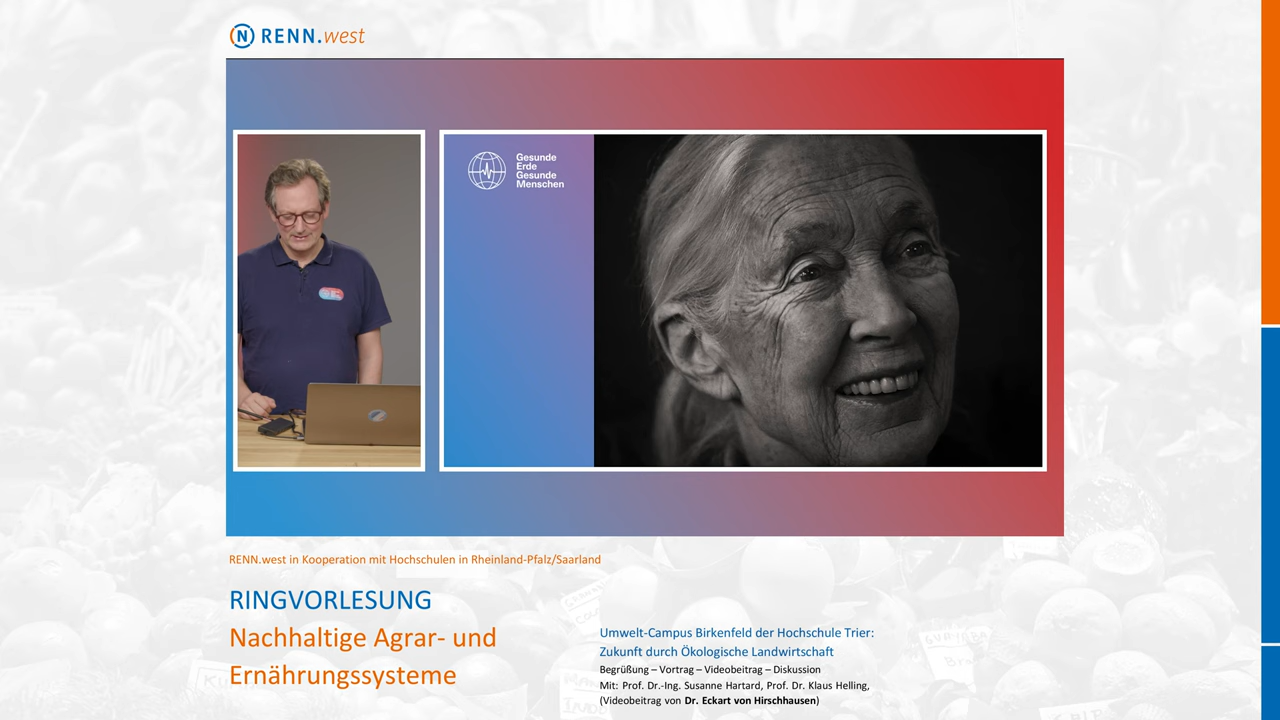 RENN.west
Gesunde
Erde
Gesunde
Menschen
RENN.west in Kooperation mit Hochschulen in Rheinland-Pfalz/Saarland
RINGVORLESUNG
Nachhaltige Agrar- und
Ernährungssysteme
Umwelt-Campus Birkenfeld der Hochschule Trier:
Zukunft durch Ökologische Landwirtschaft
Begrüßung – Vortrag – Videobeitrag – Diskussion
Mit: Prof. Dr.-Ing. Susanne Hartard, Prof. Dr. Klaus Helling,
(Videobeitrag von Dr. Eckart von Hirschhausen)